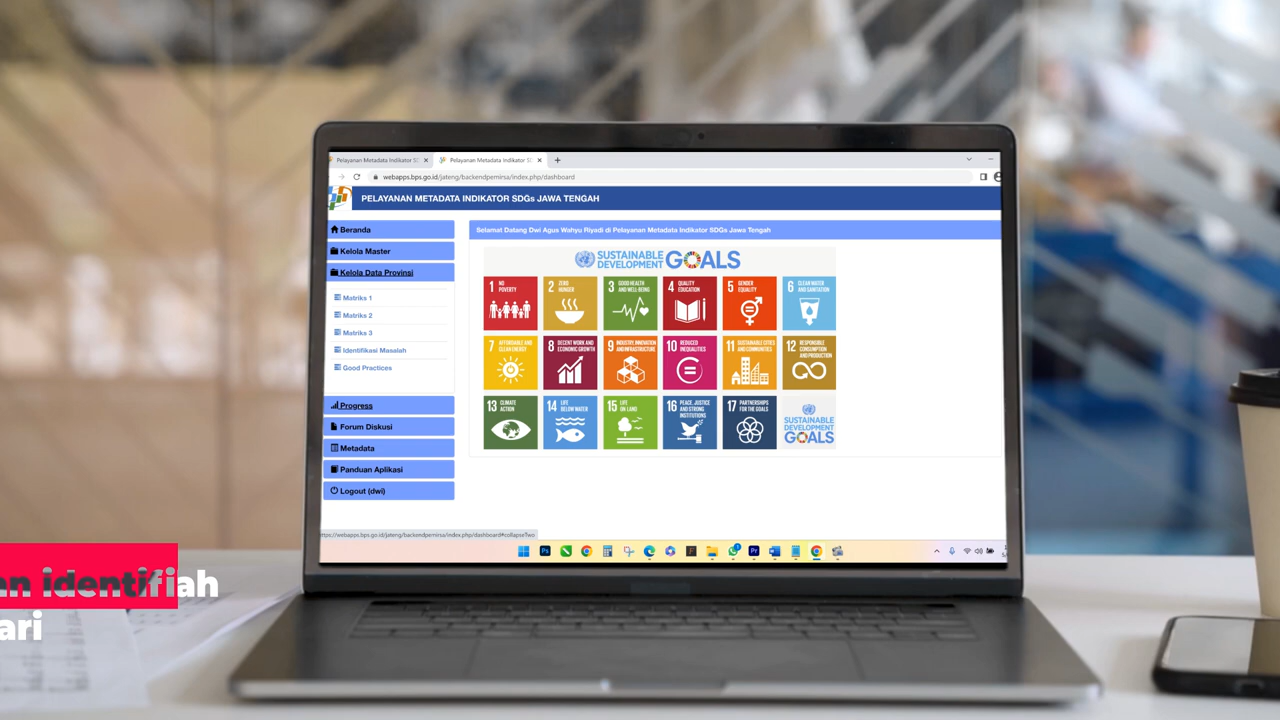 Pelayanan Metadata Indikator SD
Pelayanan Metadata Indikator SD
webapps.bps.go.id/jateng/backendpemirsa/index.php/dashboard
PELAYANAN METADATA INDIKATOR SDGs JAWA TENGAH
Beranda
Kelola Master
Kelola Data Provinsi
Matriks 1
Matriks 2
Matriks 3
Identifikasi Masalah
Good Practices
Progress
Forum Diskusi
Metadata
Panduan Aplikasi
Logout (dwi)
Selamat Datang Dwi Agus Wahyu Riyadi di Pelayanan Metadata Indikator SDGs Jawa Tengah
SUSTAINABLE
DEVELOPMENT GOALS
1 NO
POVERTY
2 ZERO
HUNGER
3 GOOD HEALTH
AND WELL-BEING
4 QUALITY
EDUCATION
5 GENDER
EQUALITY
6 CLEAN WATER
AND SANITATION
7 AFFORDABLE AND
CLEAN ENERGY
8 DECENT WORK AND
ECONOMIC GROWTH
9 INDUSTRY, INNOVATION
AND INFRASTRUCTURE
10 REDUCED
INEQUALITIES
11 SUSTAINABLE CITIES
AND COMMUNITIES
12 RESPONSIBLE
CONSUMPTION
AND PRODUCTION
13 CLIMATE
ACTION
14 LIFE
BELOW WATER
15 LIFE
ON LAND
16 PEACE, JUSTICE
AND STRONG
INSTITUTIONS
17 PARTNERSHIPS
FOR THE GOALS
SUSTAINABLE
DEVELOPMENT
GOALS
ttps://webapps.bps.go.id/jateng/backendpemirsa/index.php/dashboard#collapseTwo
an identifiah
ari